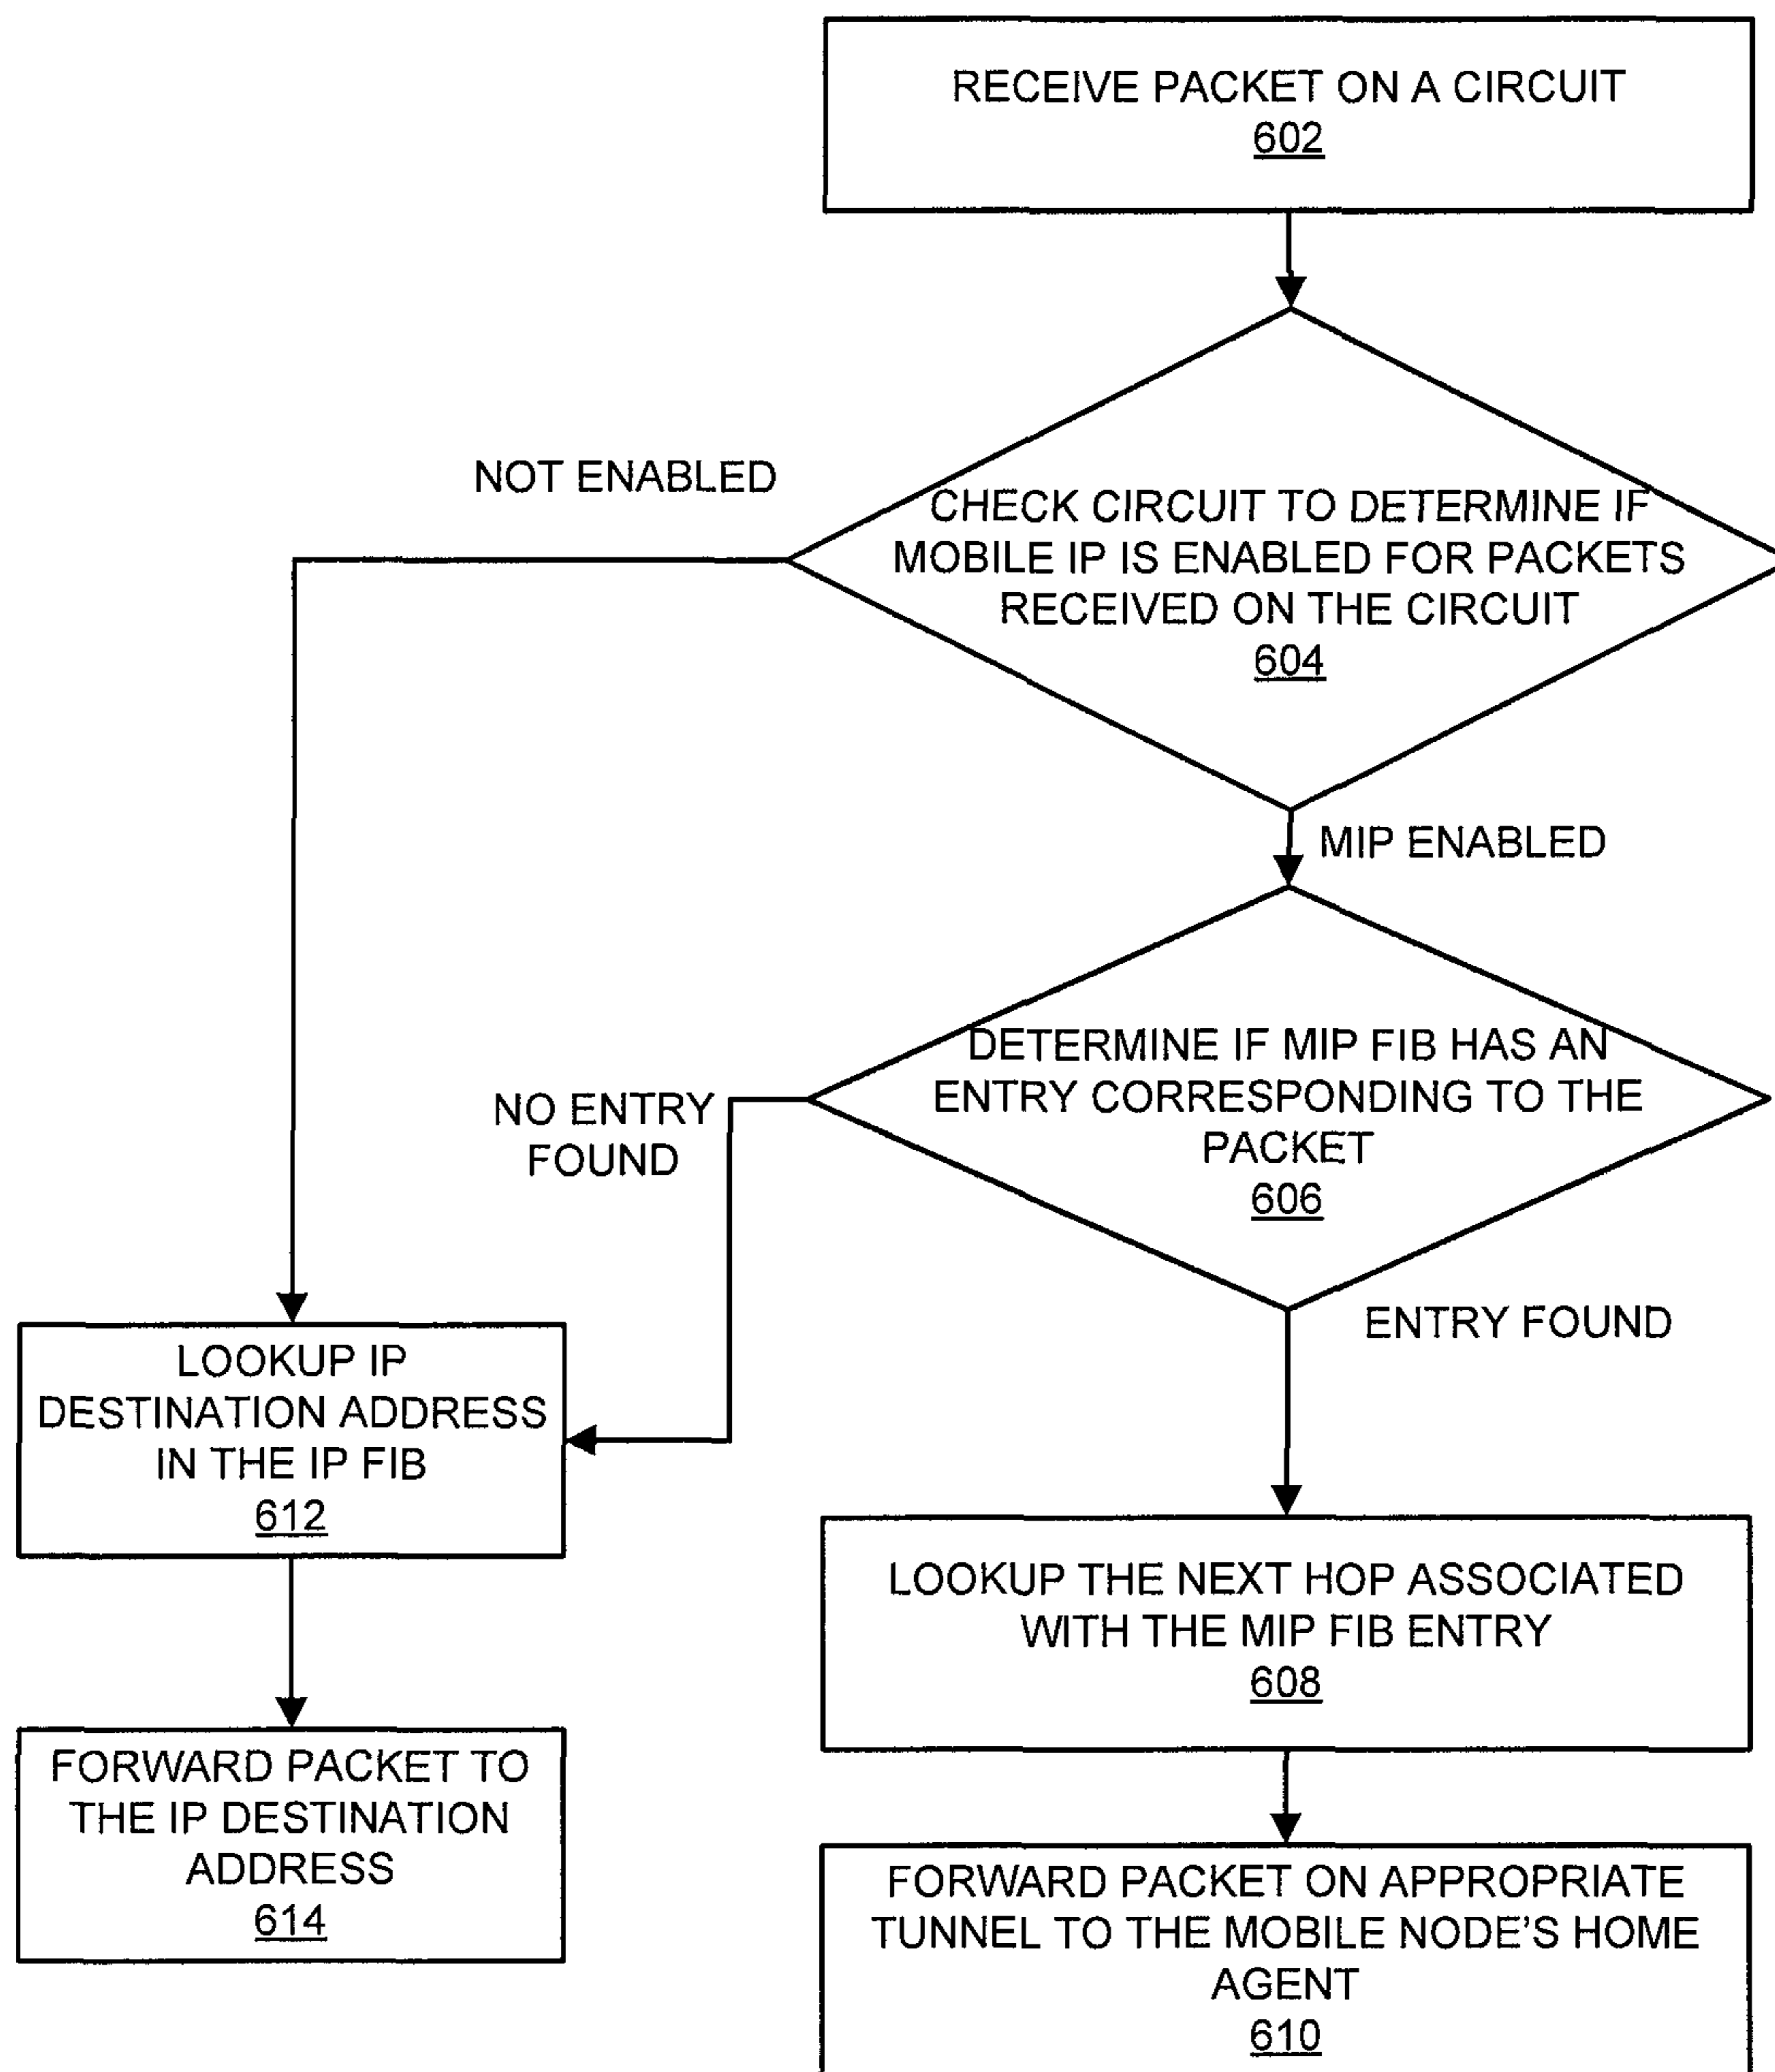 RECEIVE PACKET ON A CIRCUIT
602
NOT ENABLED
CHECK CIRCUIT TO DETERMINE IF
MOBILE IP IS ENABLED FOR PACKETS
RECEIVED ON THE CIRCUIT
604
MIP ENABLED
DETERMINE IF MIP FIB HAS AN
ENTRY CORRESPONDING TO THE
PACKET
606
NO ENTRY
FOUND
ENTRY FOUND
LOOKUP IP
DESTINATION ADDRESS
IN THE IP FIB
612
LOOKUP THE NEXT HOP ASSOCIATED
WITH THE MIP FIB ENTRY
608
FORWARD PACKET TO
THE IP DESTINATION
ADDRESS
614
FORWARD PACKET ON APPROPRIATE
TUNNEL TO THE MOBILE NODE'S HOME
AGENT
610